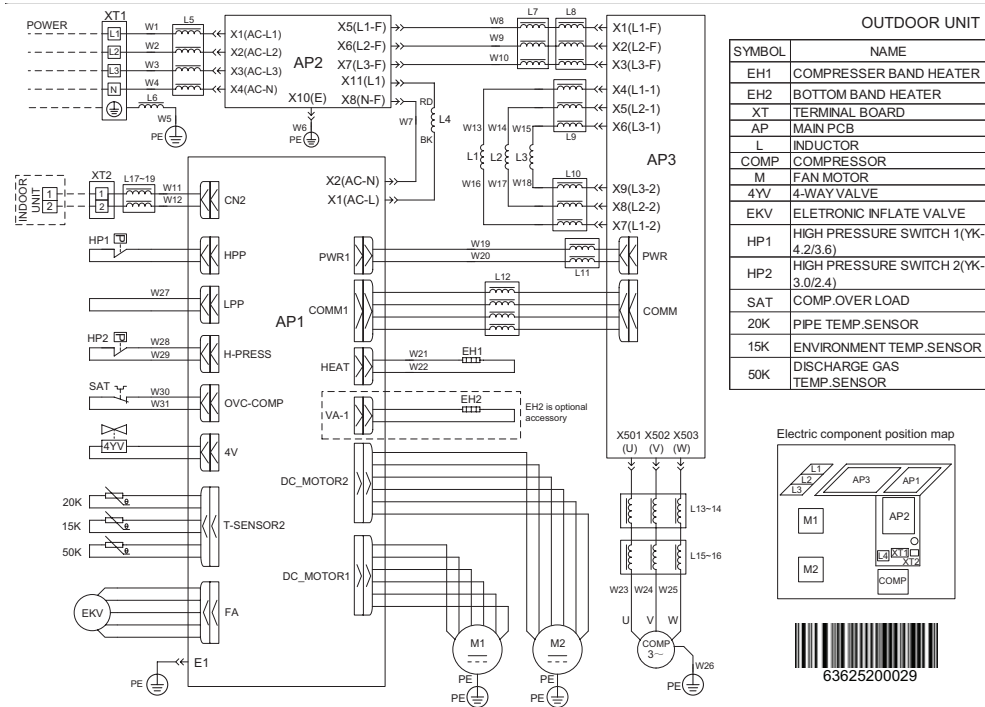 POWER
XT1
L1
L2
L3
N
W1
W2
W3
W4
L5
L6
W5
PE
X1(AC-L1)
X2(AC-L2)
X3(AC-L3)
X4(AC-N)
AP2
X10(E)
W6
PE
X5(L1-F)
X6(L2-F)
X7(L3-F)
X11(L1)
X8(N-F)
W7
RD
BK
L4
W8
W9
W10
L7
L8
X1(L1-F)
X2(L2-F)
X3(L3-F)
X4(L1-1)
X5(L2-1)
X6(L3-1)
L9
W13
W14
W15
L1
L2
L3
W16
W17
W18
L10
AP3
X9(L3-2)
X8(L2-2)
X7(L1-2)
INDOOR UNIT
1
2
XT2
1
2
L17~19
W11
W12
CN2
X2(AC-N)
X1(AC-L)
HP1
P
HPP
PWR1
W19
W20
L11
PWR
W27
LPP
AP1
COMM1
L12
COMM
HP2
P
W28
W29
H-PRESS
HEAT
W21
W22
EH1
SAT
W30
W31
OVC-COMP
VA-1
EH2
EH2 is optional
accessory
4YV
4V
X501 X502 X503
(U) (V) (W)
DC_MOTOR2
20K
15K
50K
θ
θ
θ
T-SENSOR2
L13~14
L15~16
DC_MOTOR1
W23
W24
W25
EKV
FA
U
V
W
M1
M2
COMP
3~
W26
E1
PE
PE
PE
PE
PE
PE
OUTDOOR UNIT
SYMBOL NAME
EH1 COMPRESSER BAND HEATER
EH2 BOTTOM BAND HEATER
XT TERMINAL BOARD
AP MAIN PCB
L INDUCTOR
COMP COMPRESSOR
M FAN MOTOR
4YV 4-WAY VALVE
EKV ELETRONIC INFLATE VALVE
HP1 HIGH PRESSURE SWITCH 1(YK-
4.2/3.6)
HP2 HIGH PRESSURE SWITCH 2(YK-
3.0/2.4)
SAT COMP.OVER LOAD
20K PIPE TEMP.SENSOR
15K ENVIRONMENT TEMP.SENSOR
50K DISCHARGE GAS
TEMP.SENSOR
Electric component position map
L1
L2
L3
AP3
AP1
M1
AP2
L4
XT1
XT2
M2
COMP
63625200029